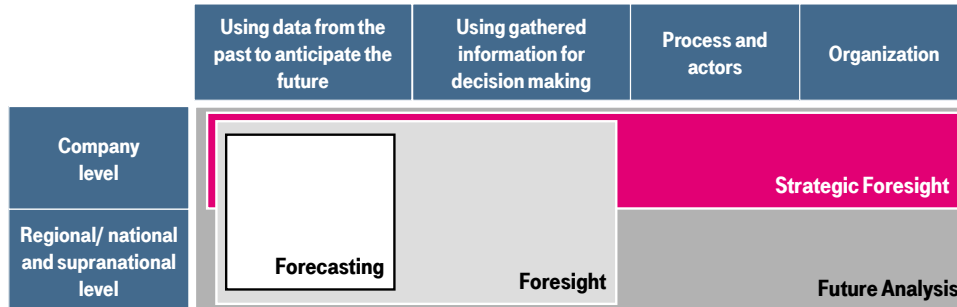 Using data from the
past to anticipate the
future
Using gathered
information for
decision making
Process and
actors
Organization
Company
level
Strategic Foresight
Regional/ national
and supranational
level
Forecasting
Foresight
Future Analysis